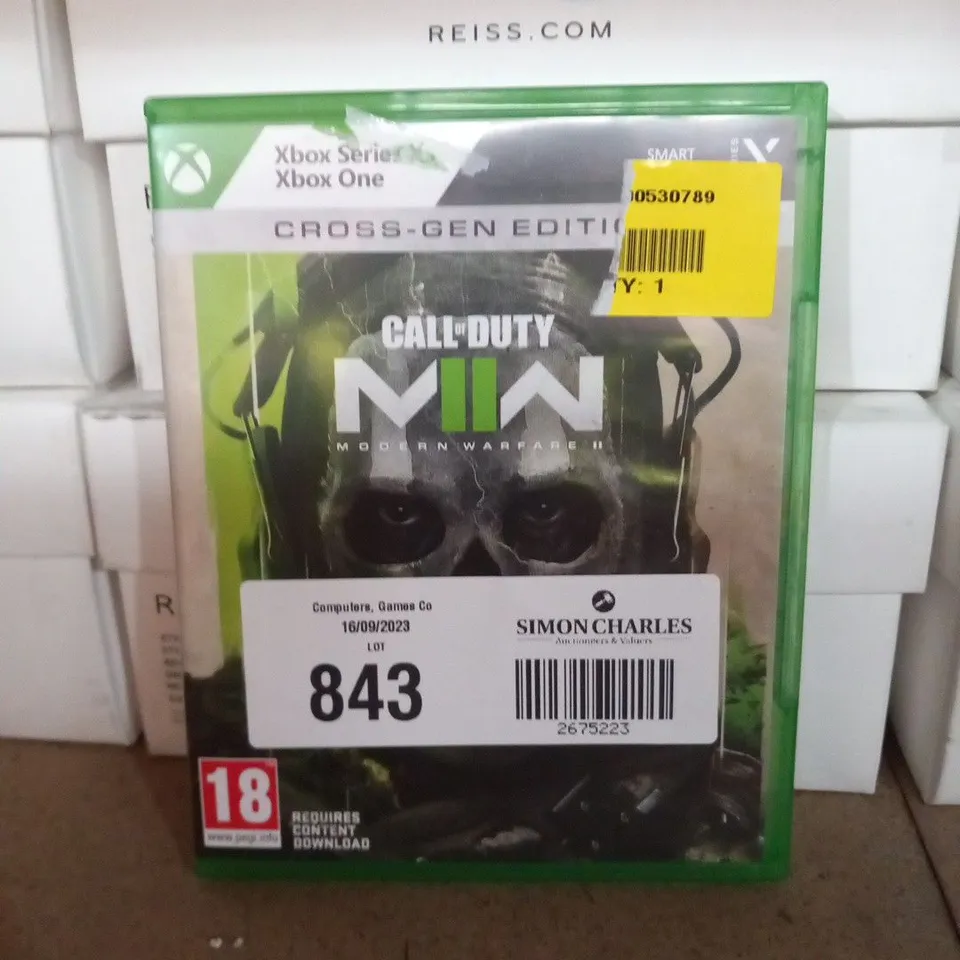 REISS.COM
Xbox Series X
Xbox One
SMART
CROSS-GEN EDITIO
00530789
Y: 1
CALL OF DUTY
MIIW
MODERN WARFARE II
Computers, Games Co
16/09/2023
LOT
843
SIMON CHARLES
Auctioneers & Valuers
2675223
18
www.pegi.info
REQUIRES
CONTENT
DOWNLOAD
R